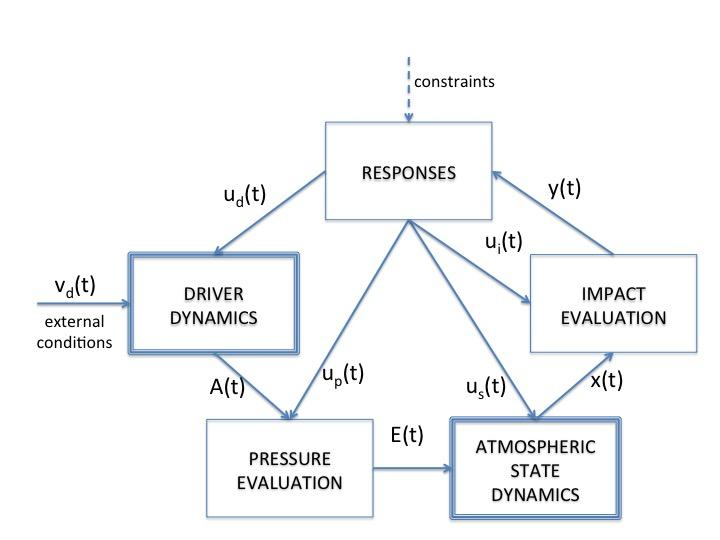 constraints
RESPONSES
u_d(t)
y(t)
u_i(t)
v_d(t)
external
conditions
DRIVER
DYNAMICS
IMPACT
EVALUATION
A(t)
u_p(t)
u_s(t)
x(t)
E(t)
PRESSURE
EVALUATION
ATMOSPHERIC
STATE
DYNAMICS